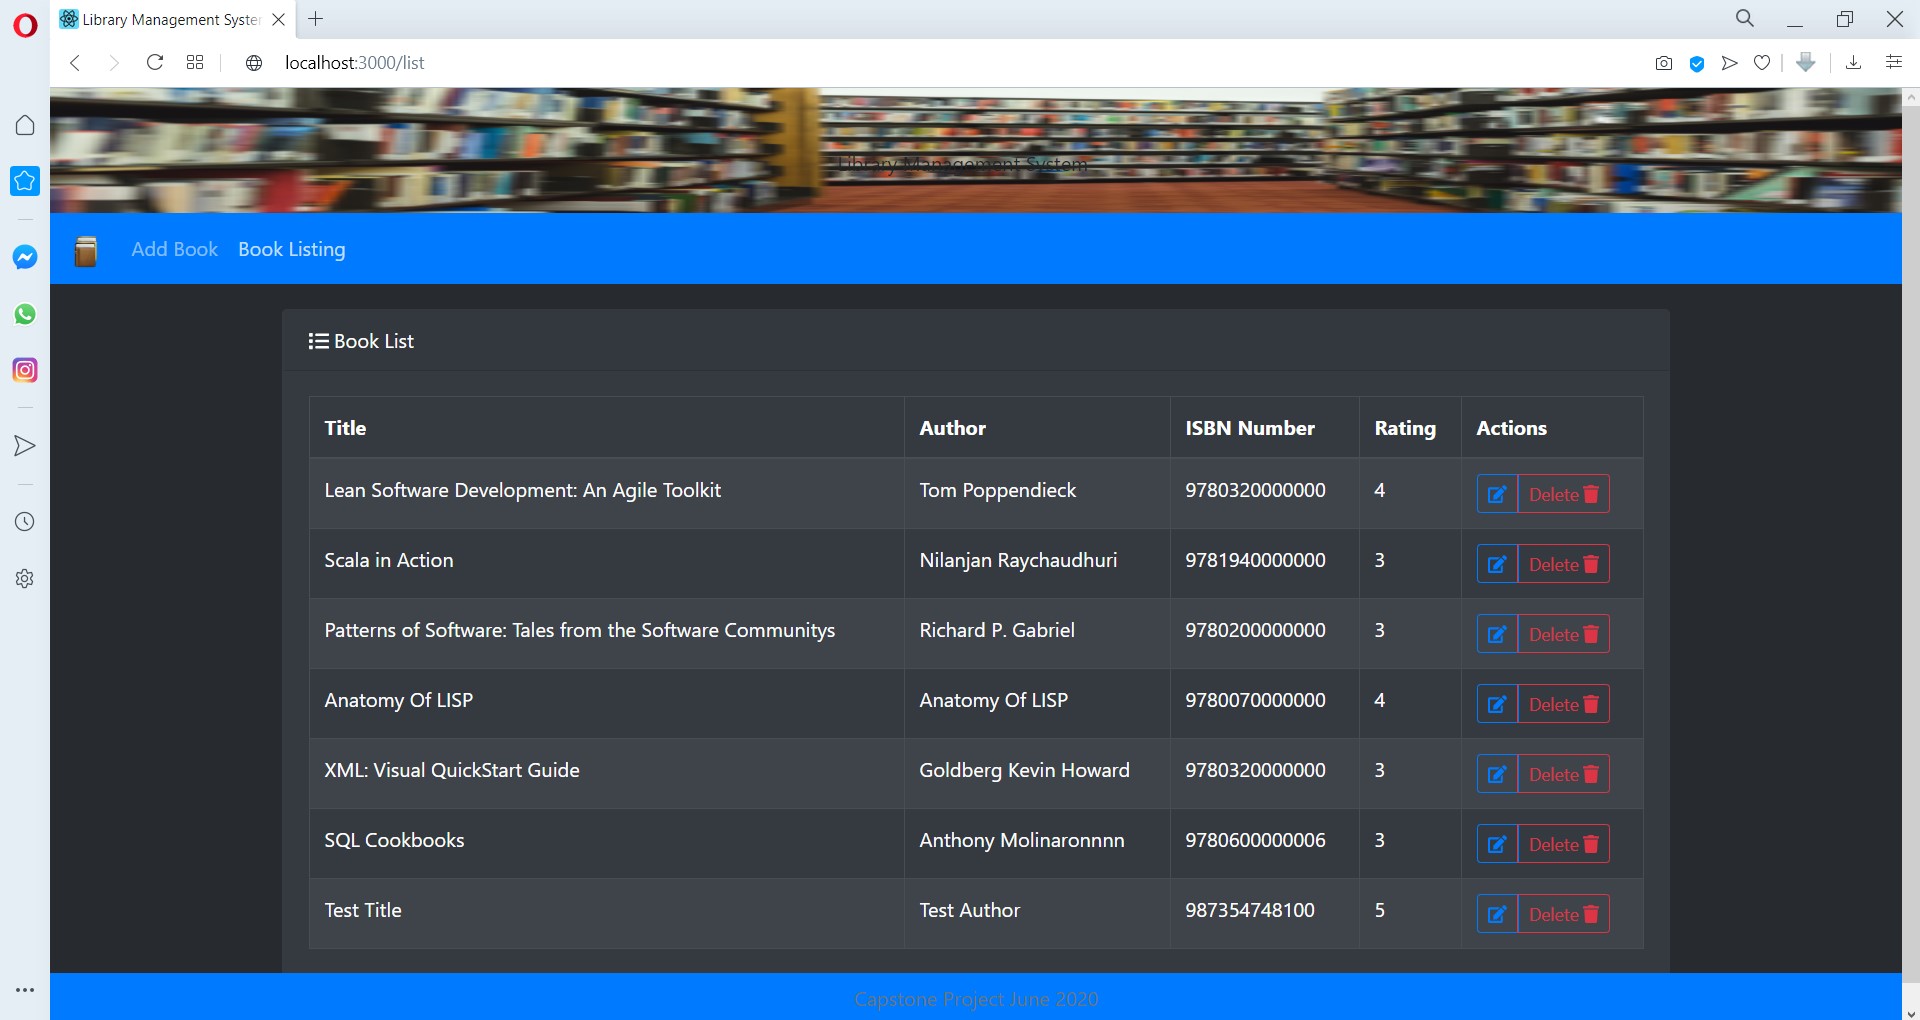 Library Management Syste
localhost:3000/list
Library Management System
Add Book Book Listing
Book List
Title Author ISBN Number Rating Actions
Lean Software Development: An Agile Toolkit Tom Poppendieck 9780320000000 4 Delete
Scala in Action Nilanjan Raychaudhuri 9781940000000 3 Delete
Patterns of Software: Tales from the Software Communitys Richard P. Gabriel 9780200000000 3 Delete
Anatomy Of LISP Anatomy Of LISP 9780070000000 4 Delete
XML: Visual QuickStart Guide Goldberg Kevin Howard 9780320000000 3 Delete
SQL Cookbooks Anthony Molinaronnnn 9780600000006 3 Delete
Test Title Test Author 987354748100 5 Delete
Capstone Project June 2020